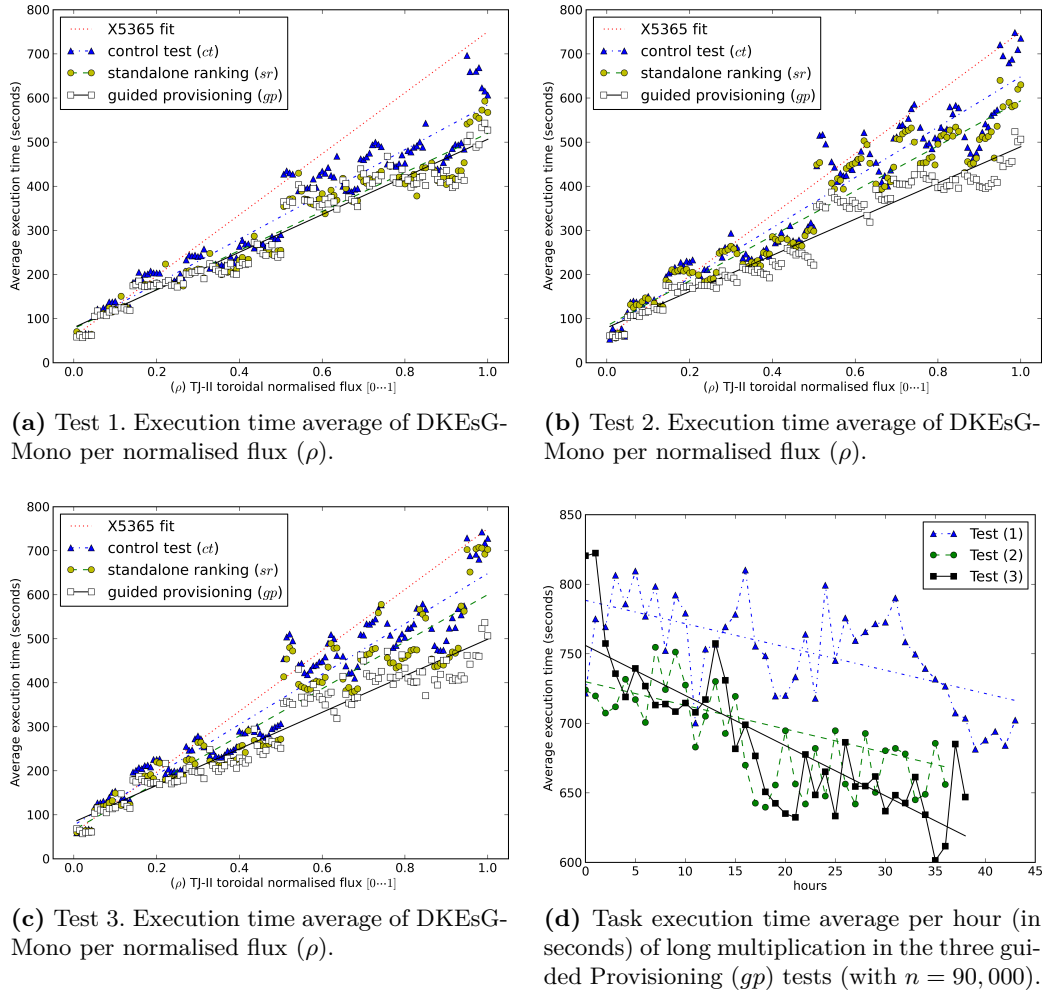 800
700
600
500
400
300
200
100
0
Average execution time (seconds)
X5365 fit
control test (ct)
standalone ranking (sr)
guided provisioning (gp)
0.0 0.2 0.4 0.6 0.8 1.0
(ρ) TJ-II toroidal normalised flux [0···1]
(a) Test 1. Execution time average of DKEsG-
Mono per normalised flux (ρ).
800
700
600
500
400
300
200
100
0
Average execution time (seconds)
X5365 fit
control test (ct)
standalone ranking (sr)
guided provisioning (gp)
0.0 0.2 0.4 0.6 0.8 1.0
(ρ) TJ-II toroidal normalised flux [0···1]
(b) Test 2. Execution time average of DKEsG-
Mono per normalised flux (ρ).
800
700
600
500
400
300
200
100
0
Average execution time (seconds)
X5365 fit
control test (ct)
standalone ranking (sr)
guided provisioning (gp)
0.0 0.2 0.4 0.6 0.8 1.0
(ρ) TJ-II toroidal normalised flux [0···1]
(c) Test 3. Execution time average of DKEsG-
Mono per normalised flux (ρ).
850
800
750
700
650
600
Average execution time (seconds)
Test (1)
Test (2)
Test (3)
0 5 10 15 20 25 30 35 40 45
hours
(d) Task execution time average per hour (in
seconds) of long multiplication in the three gui-
ded Provisioning (gp) tests (with n = 90, 000).